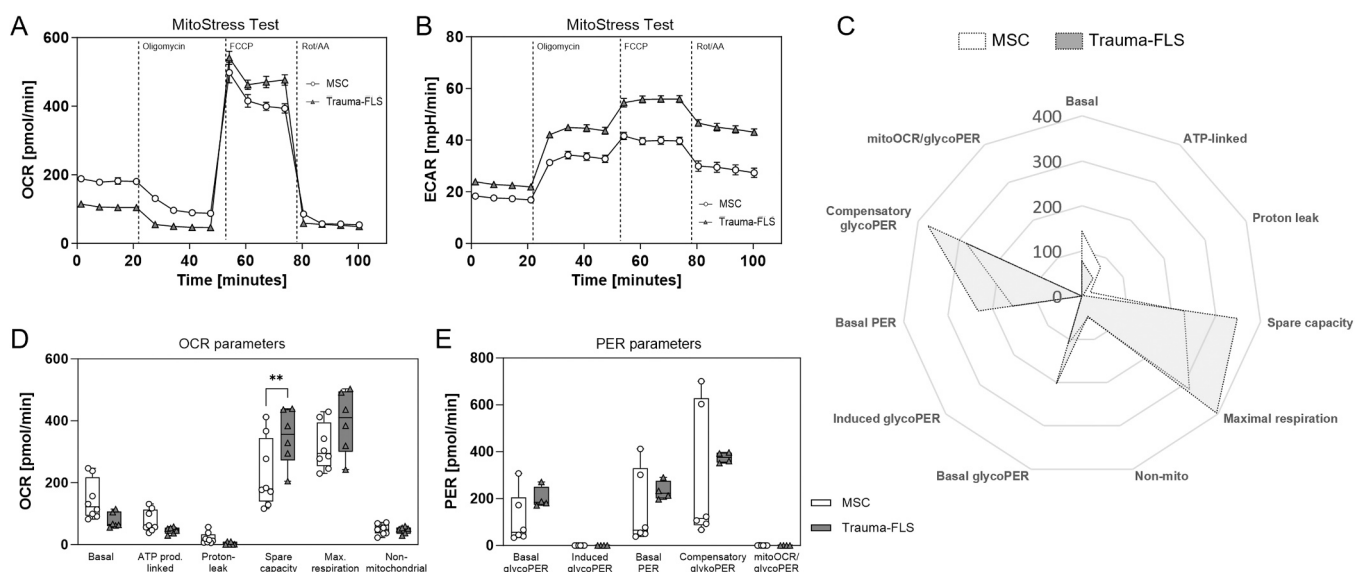 A
MitoStress Test
OCR [pmol/min]
600
400
200
0
Oligomycin
FCCP
Rot/AA
MSC
Trauma-FLS
0 20 40 60 80 100
Time [minutes]
B
MitoStress Test
ECAR [mpH/min]
80
60
40
20
0
Oligomycin
FCCP
Rot/AA
MSC
Trauma-FLS
0 20 40 60 80 100
Time [minutes]
C
MSC
Trauma-FLS
Basal
ATP-linked
Proton leak
Spare capacity
Maximal respiration
Non-mito
Basal glycoPER
Induced glycoPER
Basal PER
Compensatory
glycoPER
mitoOCR/glycoPER
400
300
200
100
0
D
OCR parameters
OCR [pmol/min]
600
400
200
0
**
Basal
ATP prod.
linked
Proton-
leak
Spare
capacity
Max.
respiration
Non-
mitochondrial
E
PER parameters
PER [pmol/min]
800
600
400
200
0
Basal
glycoPER
Induced
glycoPER
Basal
PER
Compensatory
glykoPER
mitoOCR/
glycoPER
MSC
Trauma-FLS